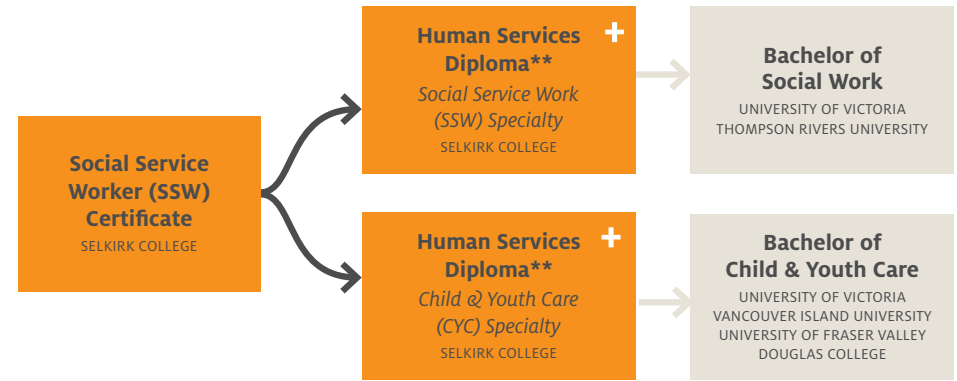 Social Service
Worker (SSW)
Certificate
SELKIRK COLLEGE
Human Services
Diploma**
Social Service Work
(SSW) Specialty
SELKIRK COLLEGE
+
Bachelor of
Social Work
UNIVERSITY OF VICTORIA
THOMPSON RIVERS UNIVERSITY
Human Services
Diploma**
Child & Youth Care
(CYC) Specialty
SELKIRK COLLEGE
+
Bachelor of
Child & Youth Care
UNIVERSITY OF VICTORIA
VANCOUVER ISLAND UNIVERSITY
UNIVERSITY OF FRASER VALLEY
DOUGLAS COLLEGE